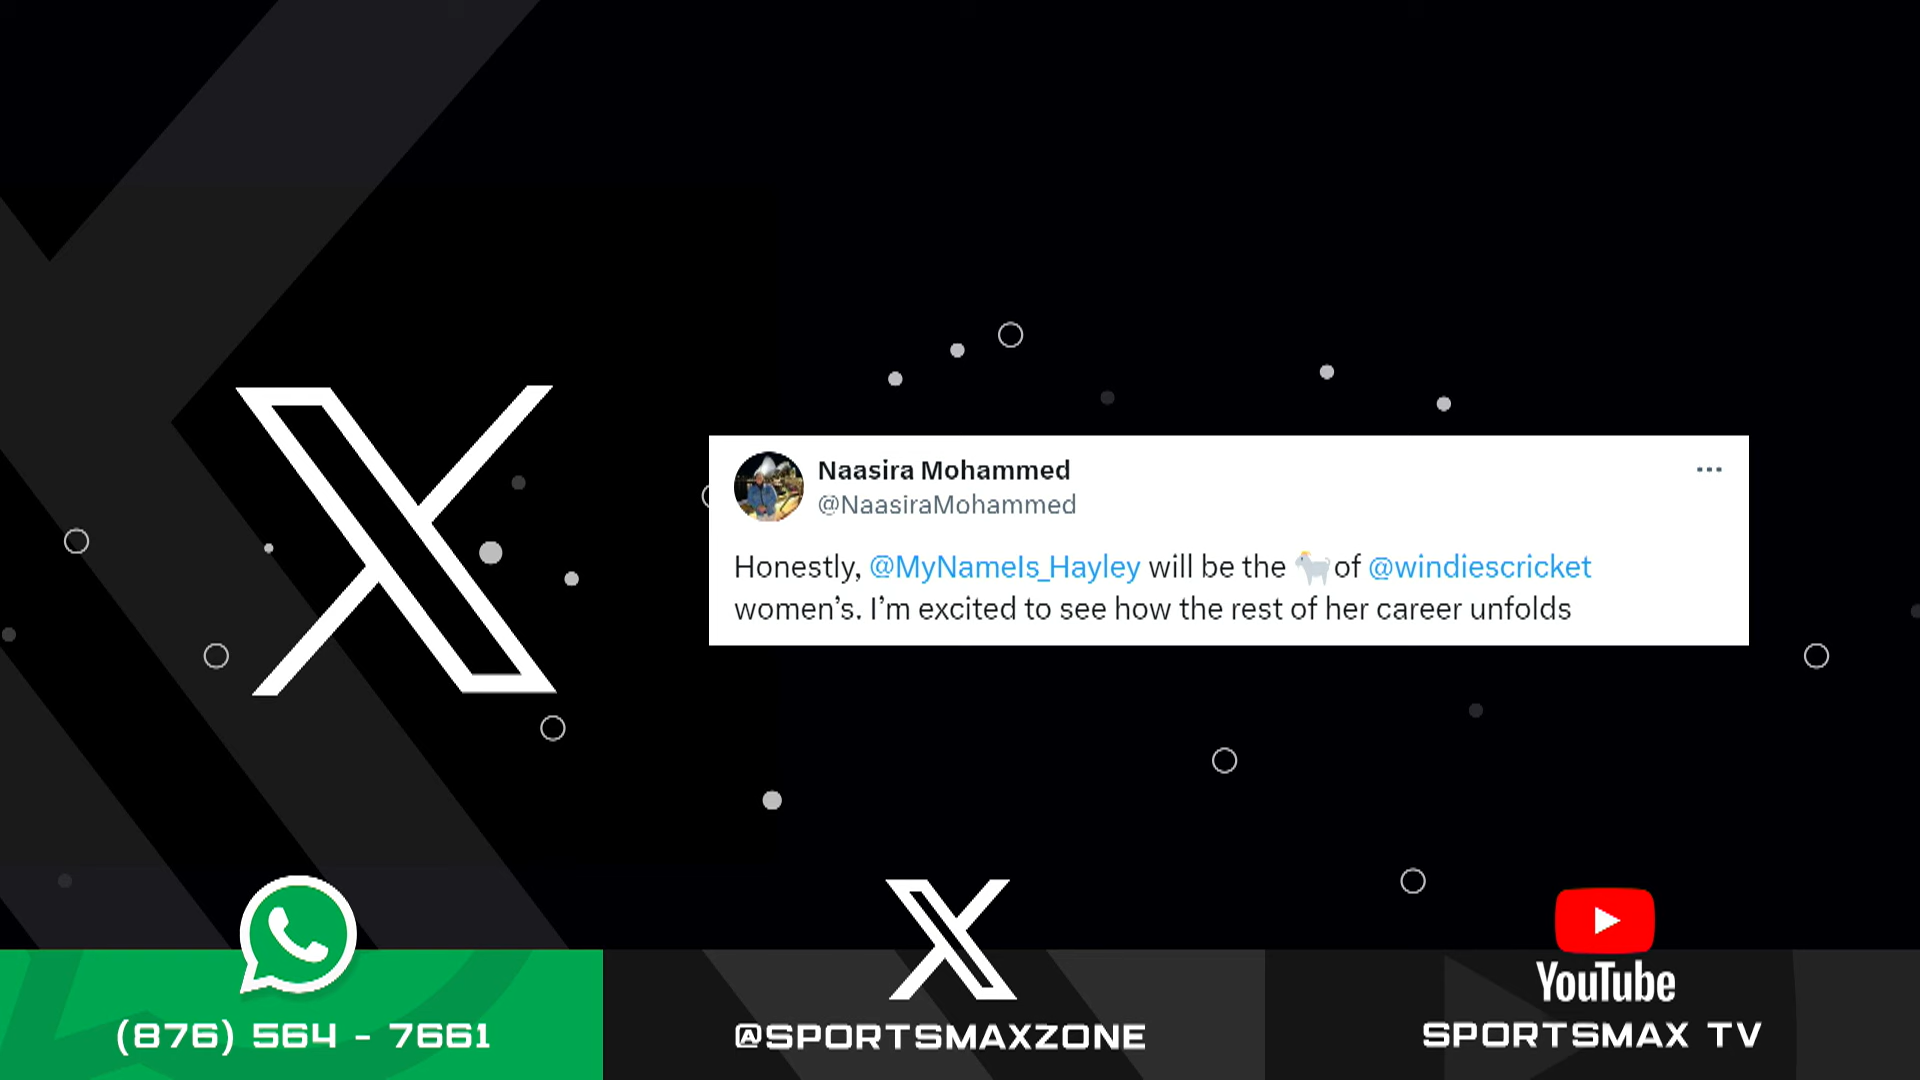 Naasira Mohammed
@NaasiraMohammed
Honestly, @MyNameIs_Hayley will be the 🐐 of @windiescricket
women’s. I’m excited to see how the rest of her career unfolds
(876) 564 - 7661
@SPORTSMAXZONE
YouTube
SPORTSMAX TV